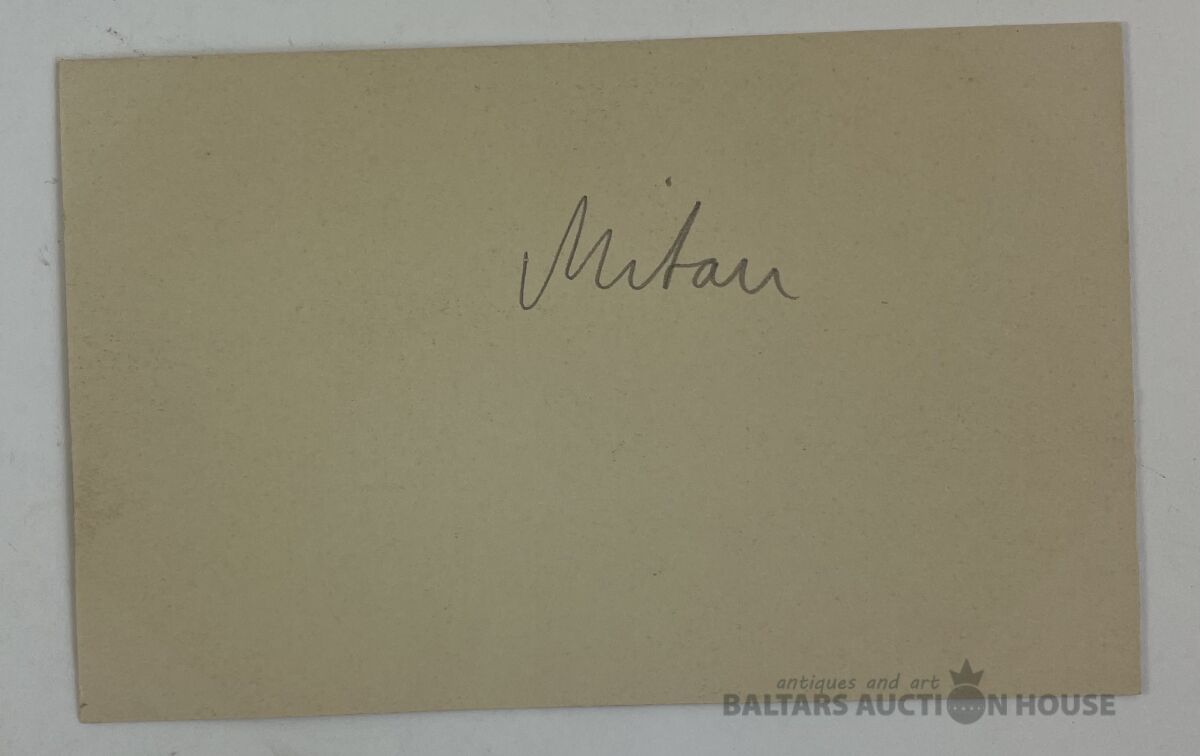 Mitau
antiques and art
BALTARS AUCTION HOUSE